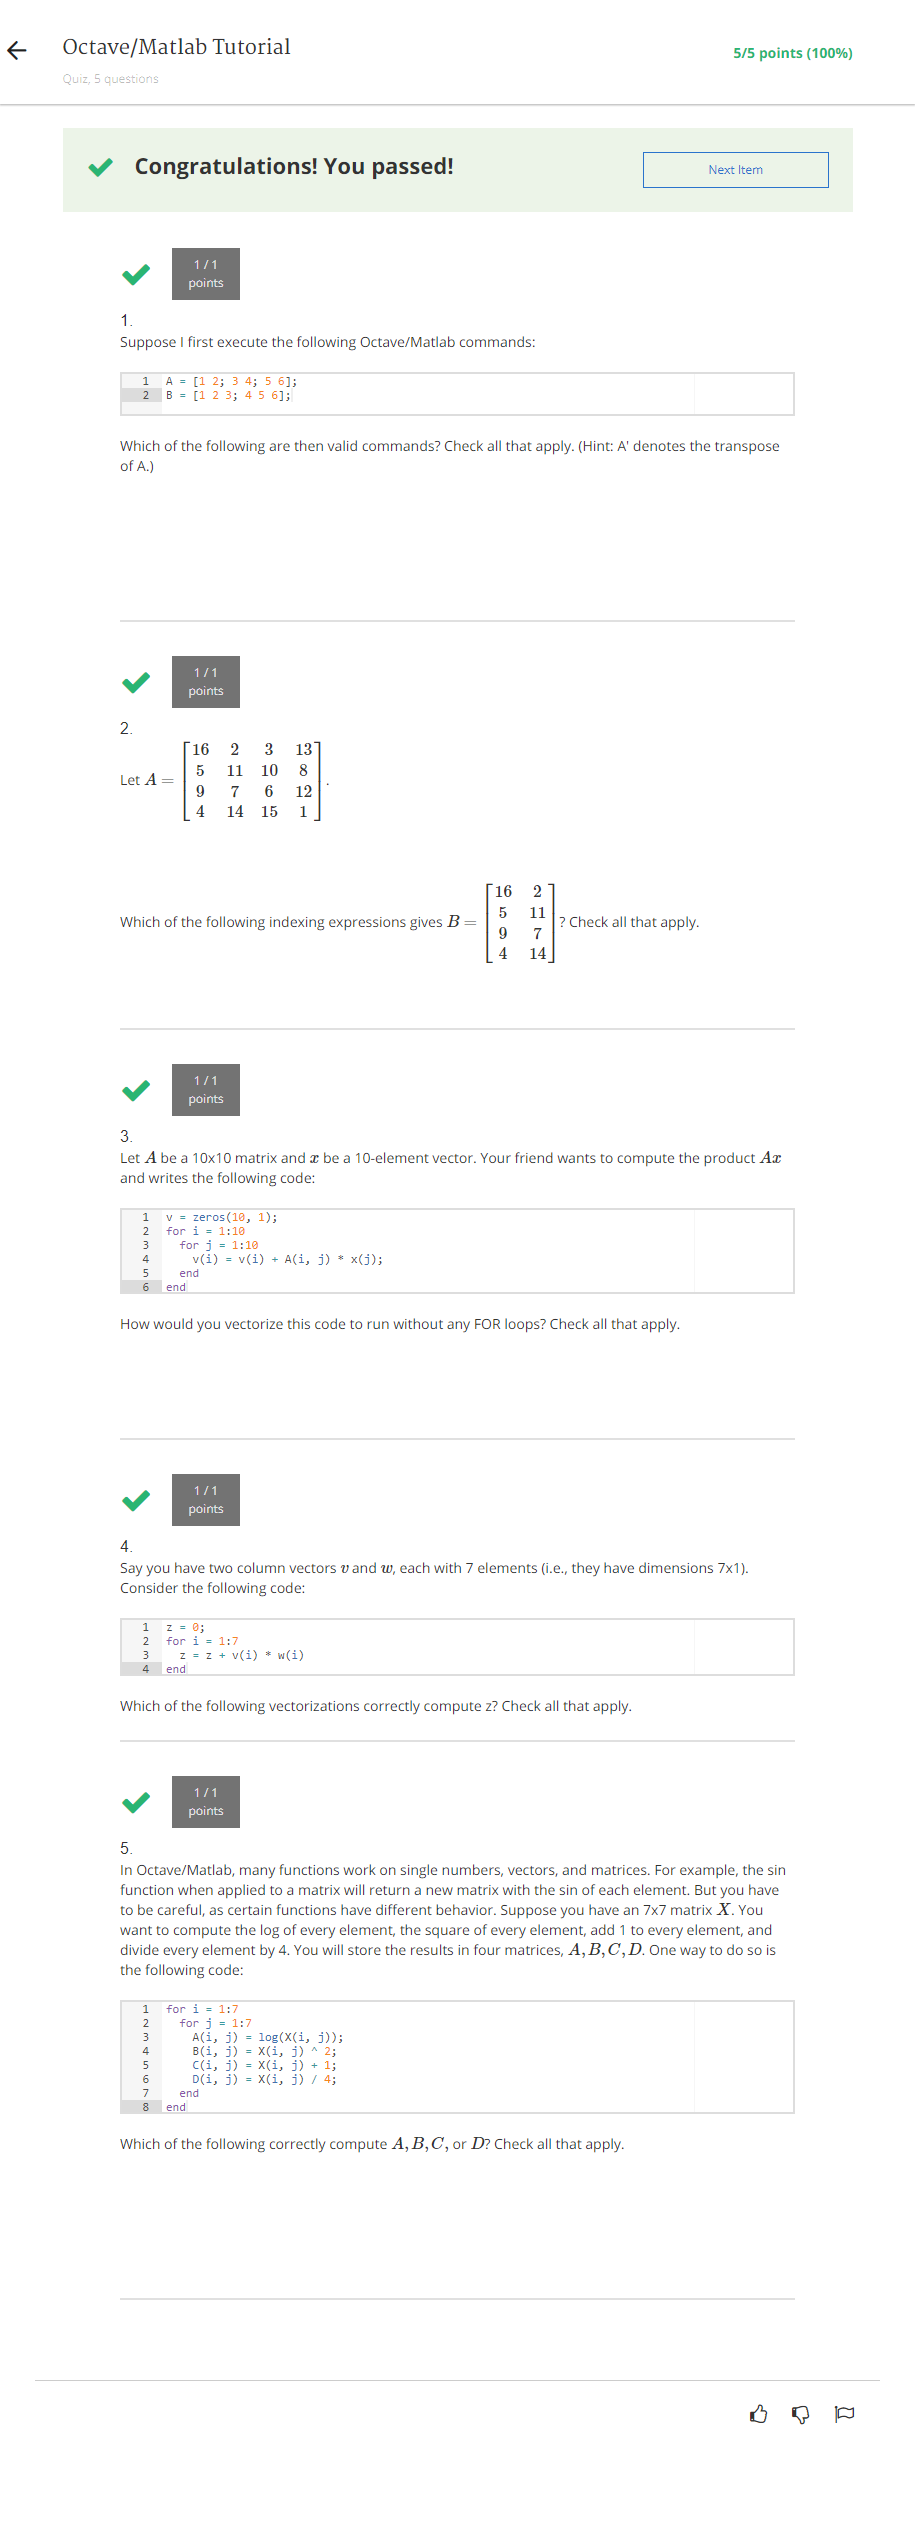 Octave/Matlab Tutorial
5/5 points (100%)
Quiz, 5 questions
Congratulations! You passed!
Next Item
1 / 1
points
1.
Suppose I first execute the following Octave/Matlab commands:
1 A = [1 2; 3 4; 5 6];
2 B = [1 2 3; 4 5 6];
Which of the following are then valid commands? Check all that apply. (Hint: A' denotes the transpose
of A.)
1 / 1
points
2.
16 2 3 13
5 11 10 8
Let A =
.
9 7 6 12
4 14 15 1
16 2
5 11
Which of the following indexing expressions gives B = ? Check all that apply.
9 7
4 14
1 / 1
points
3.
Let A be a 10x10 matrix and x be a 10-element vector. Your friend wants to compute the product Ax
and writes the following code:
1 v = zeros(10, 1);
2 for i = 1:10
3 for j = 1:10
4 v(i) = v(i) + A(i, j) * x(j);
5 end
6 end
How would you vectorize this code to run without any FOR loops? Check all that apply.
1 / 1
points
4.
Say you have two column vectors v and w, each with 7 elements (i.e., they have dimensions 7x1).
Consider the following code:
1 z = 0;
2 for i = 1:7
3 z = z + v(i) * w(i)
4 end
Which of the following vectorizations correctly compute z? Check all that apply.
1 / 1
points
5.
In Octave/Matlab, many functions work on single numbers, vectors, and matrices. For example, the sin
function when applied to a matrix will return a new matrix with the sin of each element. But you have
to be careful, as certain functions have different behavior. Suppose you have an 7x7 matrix X. You
want to compute the log of every element, the square of every element, add 1 to every element, and
divide every element by 4. You will store the results in four matrices, A, B, C, D. One way to do so is
the following code:
1 for i = 1:7
2 for j = 1:7
3 A(i, j) = log(X(i, j));
4 B(i, j) = X(i, j) ^ 2;
5 C(i, j) = X(i, j) + 1;
6 D(i, j) = X(i, j) / 4;
7 end
8 end
Which of the following correctly compute A, B, C, or D? Check all that apply.